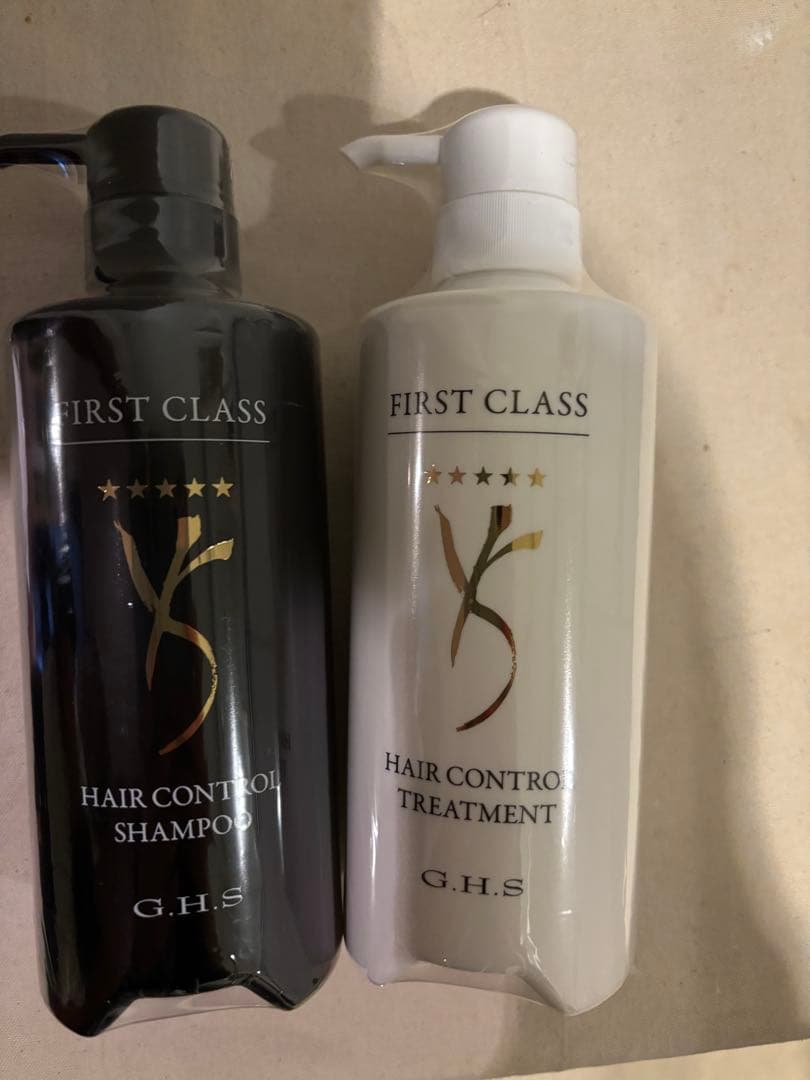 FIRST CLASS
HAIR CONTROL
SHAMPOO
G.H.S
FIRST CLASS
HAIR CONTROL
TREATMENT
G.H.S